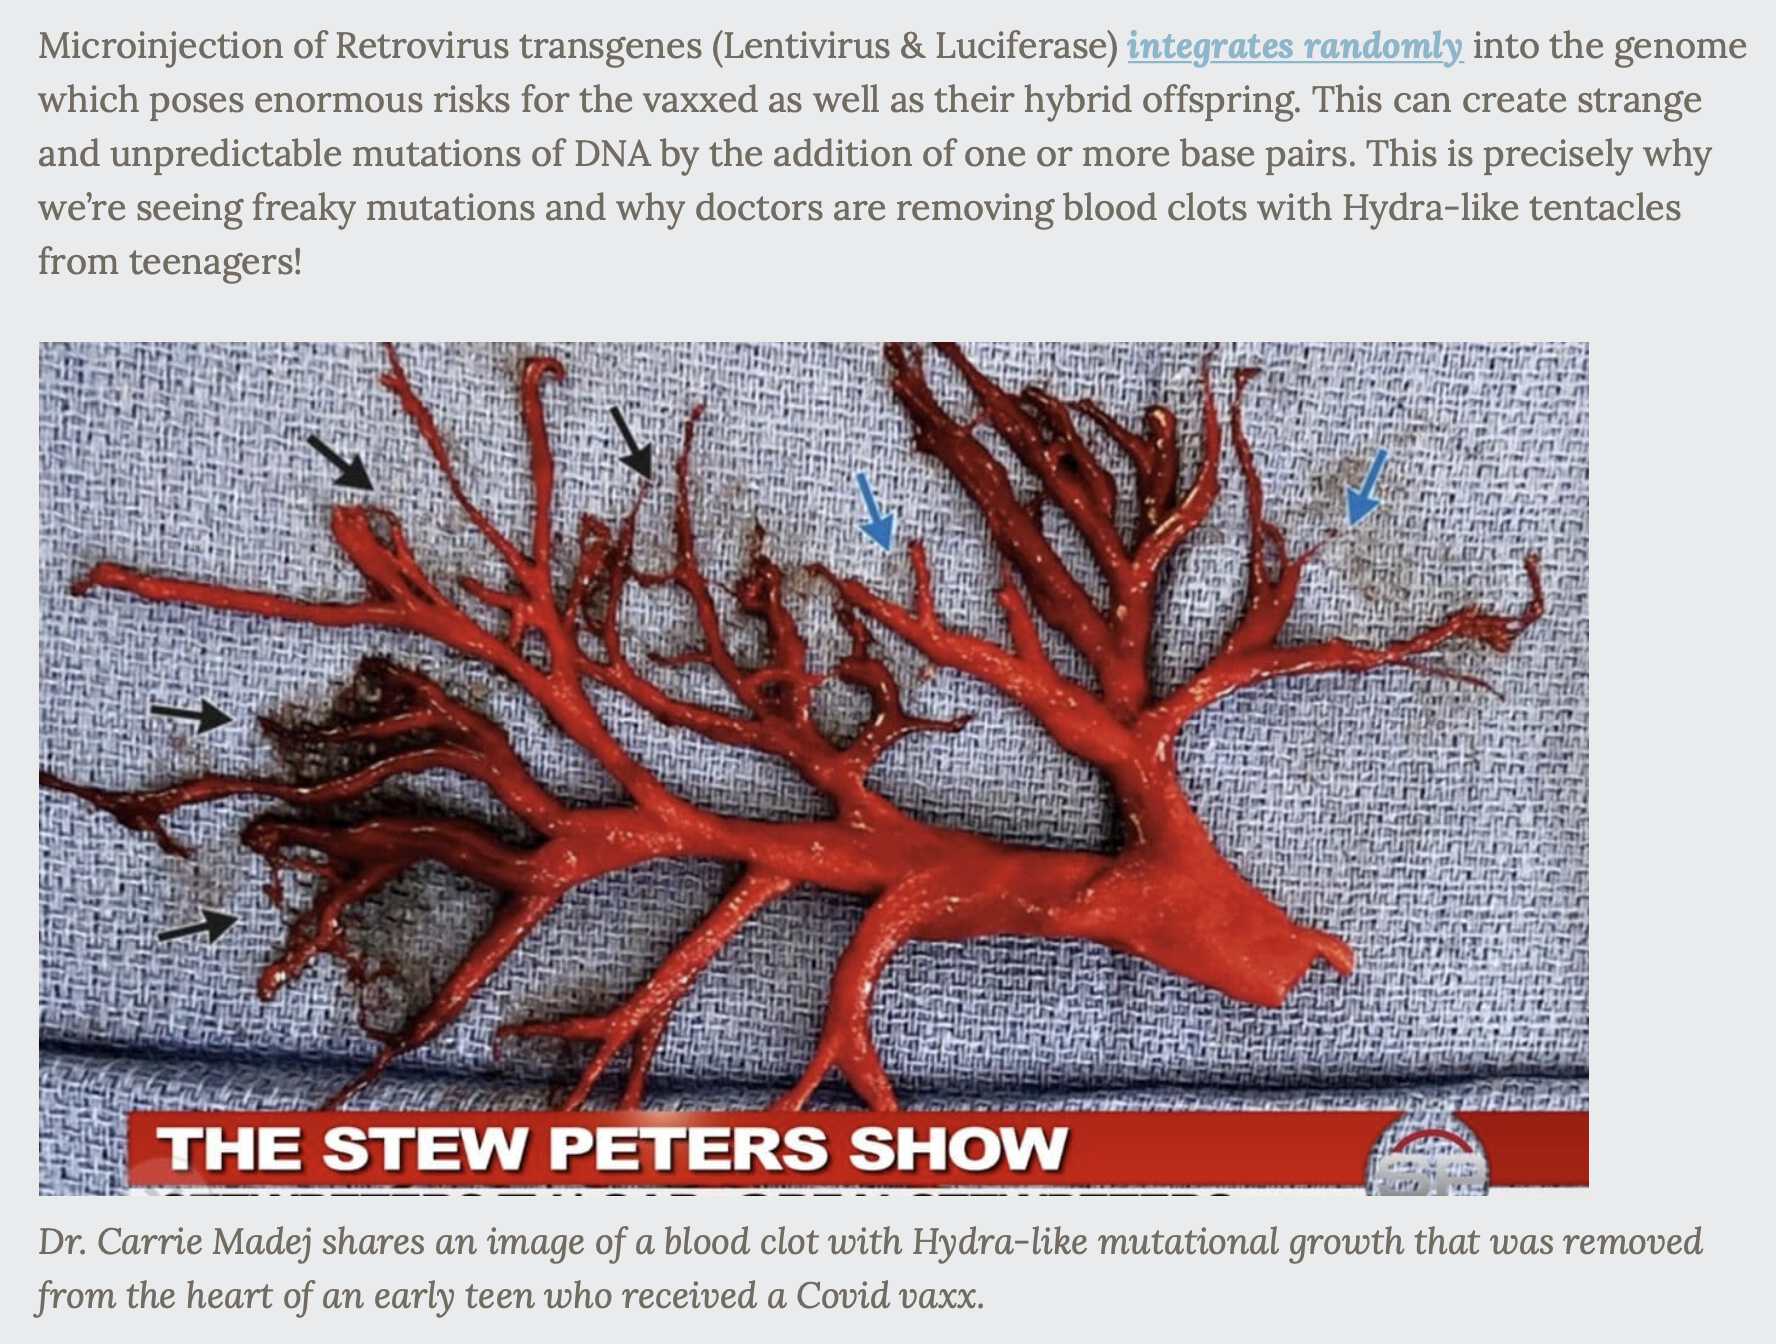 Microinjection of Retrovirus transgenes (Lentivirus & Luciferase) integrates randomly into the genome
which poses enormous risks for the vaxxed as well as their hybrid offspring. This can create strange
and unpredictable mutations of DNA by the addition of one or more base pairs. This is precisely why
we’re seeing freaky mutations and why doctors are removing blood clots with Hydra-like tentacles
from teenagers!
THE STEW PETERS SHOW
Dr. Carrie Madej shares an image of a blood clot with Hydra-like mutational growth that was removed
from the heart of an early teen who received a Covid vaxx.